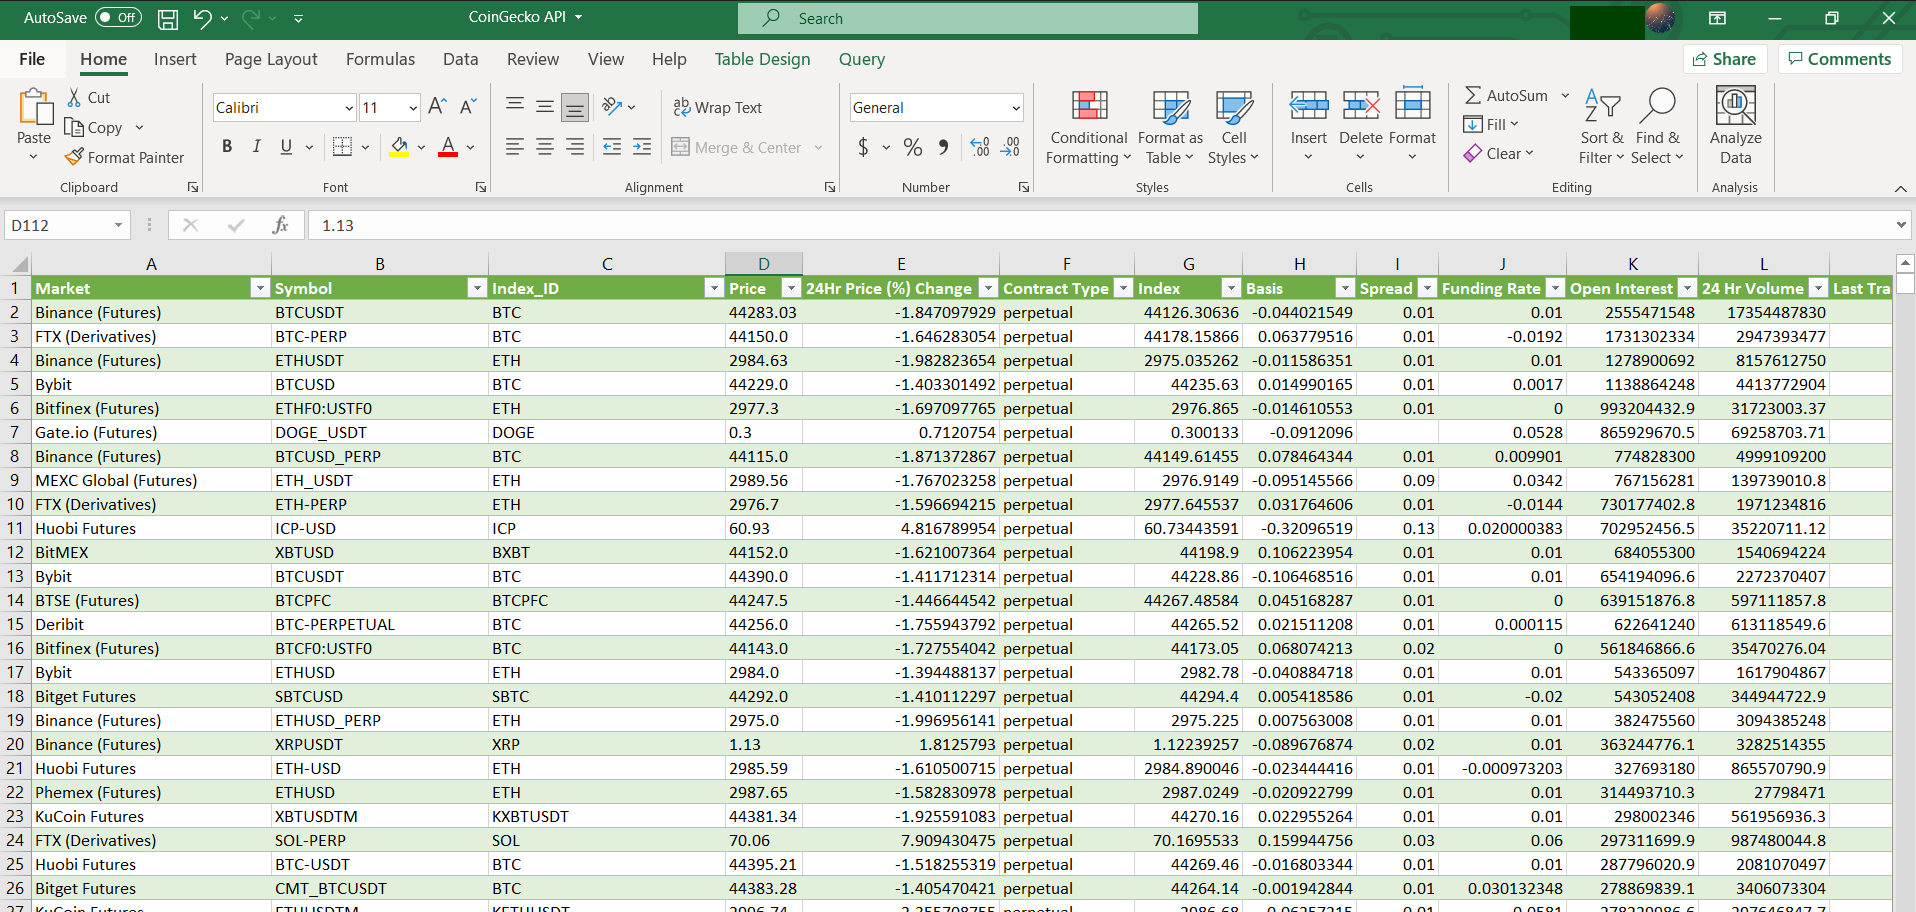 AutoSave Off CoinGecko API Search
File Home Insert Page Layout Formulas Data Review View Help Table Design Query Share Comments
Paste Cut Copy Format Painter Clipboard
Calibri 11 B I U A Font
Wrap Text Merge & Center Alignment
General $ % Number
Conditional Formatting Format as Table Cell Styles Styles
Insert Delete Format Cells
AutoSum Fill Clear Sort & Filter Find & Select Editing
Analyze Data Analysis
D112 fx 1.13
A B C D E F G H I J K L
1 Market Symbol Index_ID Price 24Hr Price (%) Change Contract Type Index Basis Spread Funding Rate Open Interest 24 Hr Volume Last Tra
2 Binance (Futures) BTCUSDT BTC 44283.03 -1.847097929 perpetual 44126.30636 -0.044021549 0.01 0.01 2555471548 17354487830
3 FTX (Derivatives) BTC-PERP BTC 44150.0 -1.646283054 perpetual 44178.15866 0.063779516 0.01 -0.0192 1731302334 2947393477
4 Binance (Futures) ETHUSDT ETH 2984.63 -1.982823654 perpetual 2975.035262 -0.011586351 0.01 0.01 1278900692 8157612750
5 Bybit BTCUSD BTC 44229.0 -1.403301492 perpetual 44235.63 0.014990165 0.01 0.0017 1138864248 4413772904
6 Bitfinex (Futures) ETHF0:USTF0 ETH 2977.3 -1.697097765 perpetual 2976.865 -0.014610553 0.01 0 993204432.9 31723003.37
7 Gate.io (Futures) DOGE_USDT DOGE 0.3 0.7120754 perpetual 0.300133 -0.0912096 0.0528 865929670.5 69258703.71
8 Binance (Futures) BTCUSD_PERP BTC 44115.0 -1.871372867 perpetual 44149.61455 0.078464344 0.01 0.009901 774828300 4999109200
9 MEXC Global (Futures) ETH_USDT ETH 2989.56 -1.767023258 perpetual 2976.9149 -0.095145566 0.09 0.0342 767156281 139739010.8
10 FTX (Derivatives) ETH-PERP ETH 2976.7 -1.596694215 perpetual 2977.645537 0.031764606 0.01 -0.0144 730177402.8 1971234816
11 Huobi Futures ICP-USD ICP 60.93 4.816789954 perpetual 60.73443591 -0.32096519 0.13 0.020000383 702952456.5 35220711.12
12 BitMEX XBTUSD BXBT 44152.0 -1.621007364 perpetual 44198.9 0.106223954 0.01 0.01 684055300 1540694224
13 Bybit BTCUSDT BTC 44390.0 -1.411712314 perpetual 44228.86 -0.106468516 0.01 0.01 654194096.6 2272370407
14 BTSE (Futures) BTCPFC BTCPFC 44247.5 -1.446644542 perpetual 44267.48584 0.045168287 0.01 0 639151876.8 597111857.8
15 Deribit BTC-PERPETUAL BTC 44256.0 -1.755943792 perpetual 44265.52 0.021511208 0.01 0.000115 622641240 613118549.6
16 Bitfinex (Futures) BTCF0:USTF0 BTC 44143.0 -1.727554042 perpetual 44173.05 0.068074213 0.02 0 561846866.6 35470276.04
17 Bybit ETHUSD ETH 2984.0 -1.394488137 perpetual 2982.78 -0.040884718 0.01 0.01 543365097 1617904867
18 Bitget Futures SBTCUSD SBTC 44292.0 -1.410112297 perpetual 44294.4 0.005418586 0.01 -0.02 543052408 344944722.9
19 Binance (Futures) ETHUSD_PERP ETH 2975.0 -1.996956141 perpetual 2975.225 0.007563008 0.01 0.01 382475560 3094385248
20 Binance (Futures) XRPUSDT XRP 1.13 1.8125793 perpetual 1.12239257 -0.089676874 0.02 0.01 363244776.1 3282514355
21 Huobi Futures ETH-USD ETH 2985.59 -1.610500715 perpetual 2984.890046 -0.023444416 0.01 -0.000973203 327693180 865570790.9
22 Phemex (Futures) ETHUSD ETH 2987.65 -1.582830978 perpetual 2987.0249 -0.020922799 0.01 0.01 314493710.3 27798471
23 KuCoin Futures XBTUSDTM KXBTUSDT 44381.34 -1.925591083 perpetual 44270.16 0.022955264 0.01 0.01 298002346 561956936.3
24 FTX (Derivatives) SOL-PERP SOL 70.06 7.909430475 perpetual 70.1695533 0.159944756 0.03 0.06 297311699.9 987480044.8
25 Huobi Futures BTC-USDT BTC 44395.21 -1.518255319 perpetual 44269.46 -0.016803344 0.01 0.01 287796020.9 2081070497
26 Bitget Futures CMT_BTCUSDT BTC 44383.28 -1.405470421 perpetual 44264.14 -0.001942844 0.01 0.030132348 278869839.1 3406073304